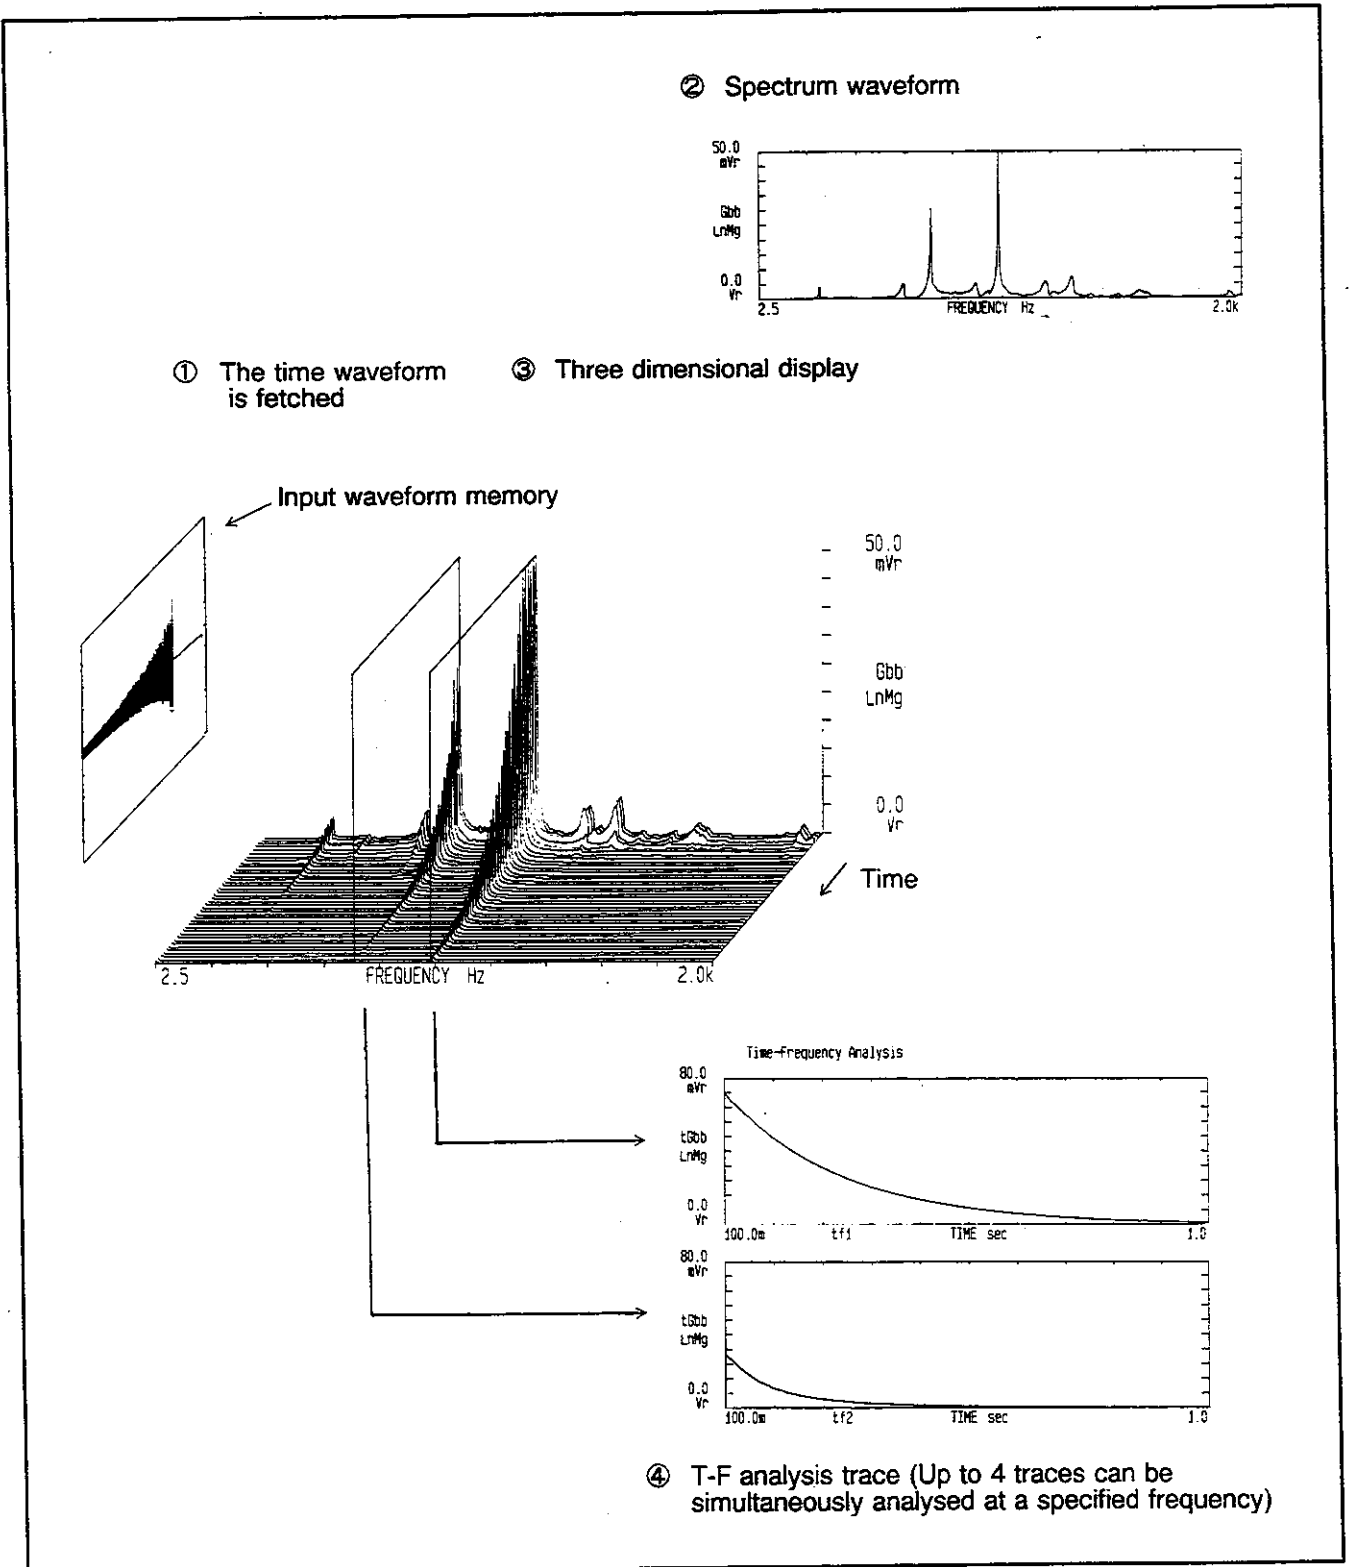 ② Spectrum waveform
50.0
mVr
Gbb
LnMg
0.0
Vr
2.5 FREQUENCY Hz 2.0k
① The time waveform
is fetched
③ Three dimensional display
Input waveform memory
50.0
mVr
Gbb
LnMg
0.0
Vr
Time
2.5 FREQUENCY Hz 2.0k
Time-Frequency Analysis
80.0
mVr
tGbb
LnMg
0.0
Vr
100.0m tf1 TIME sec 1.0
80.0
mVr
tGbb
LnMg
0.0
Vr
100.0m tf2 TIME sec 1.0
④ T-F analysis trace (Up to 4 traces can be
simultaneously analysed at a specified frequency)